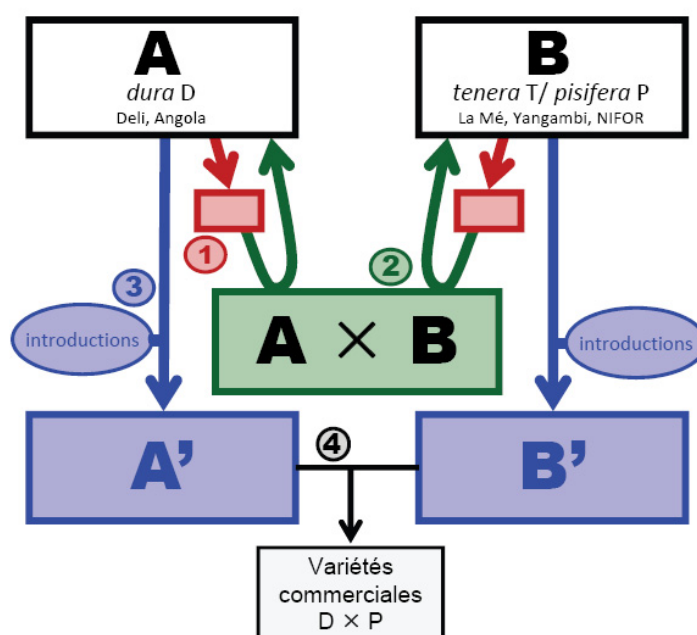 A
dura D
Deli, Angola
B
tenera T/ pisifera P
La Mé, Yangambi, NIFOR
1
2
3
A × B
introductions
introductions
A’
4
B’
Variétés
commerciales
D × P